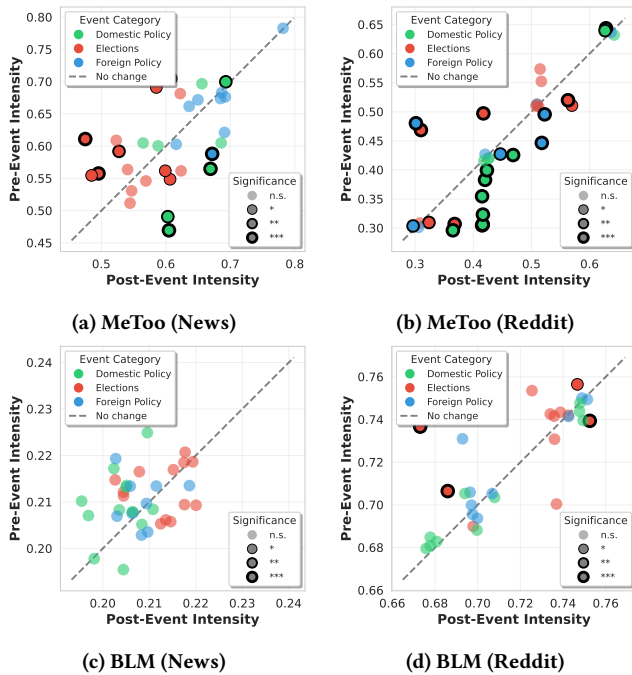 0.80
0.75
0.70
0.65
0.60
0.55
0.50
0.45
Pre-Event Intensity
Event Category
Domestic Policy
Elections
Foreign Policy
No change
Significance
n.s.
*
**
***
0.5 0.6 0.7 0.8
Post-Event Intensity
(a) MeToo (News)
0.65
0.60
0.55
0.50
0.45
0.40
0.35
0.30
Pre-Event Intensity
Event Category
Domestic Policy
Elections
Foreign Policy
No change
Significance
n.s.
*
**
***
0.3 0.4 0.5 0.6
Post-Event Intensity
(b) MeToo (Reddit)
0.24
0.23
0.22
0.21
0.20
Pre-Event Intensity
Event Category
Domestic Policy
Elections
Foreign Policy
No change
Significance
n.s.
*
**
***
0.20 0.21 0.22 0.23 0.24
Post-Event Intensity
(c) BLM (News)
0.76
0.74
0.72
0.70
0.68
0.66
Pre-Event Intensity
Event Category
Domestic Policy
Elections
Foreign Policy
No change
Significance
n.s.
*
**
***
0.66 0.68 0.70 0.72 0.74 0.76
Post-Event Intensity
(d) BLM (Reddit)